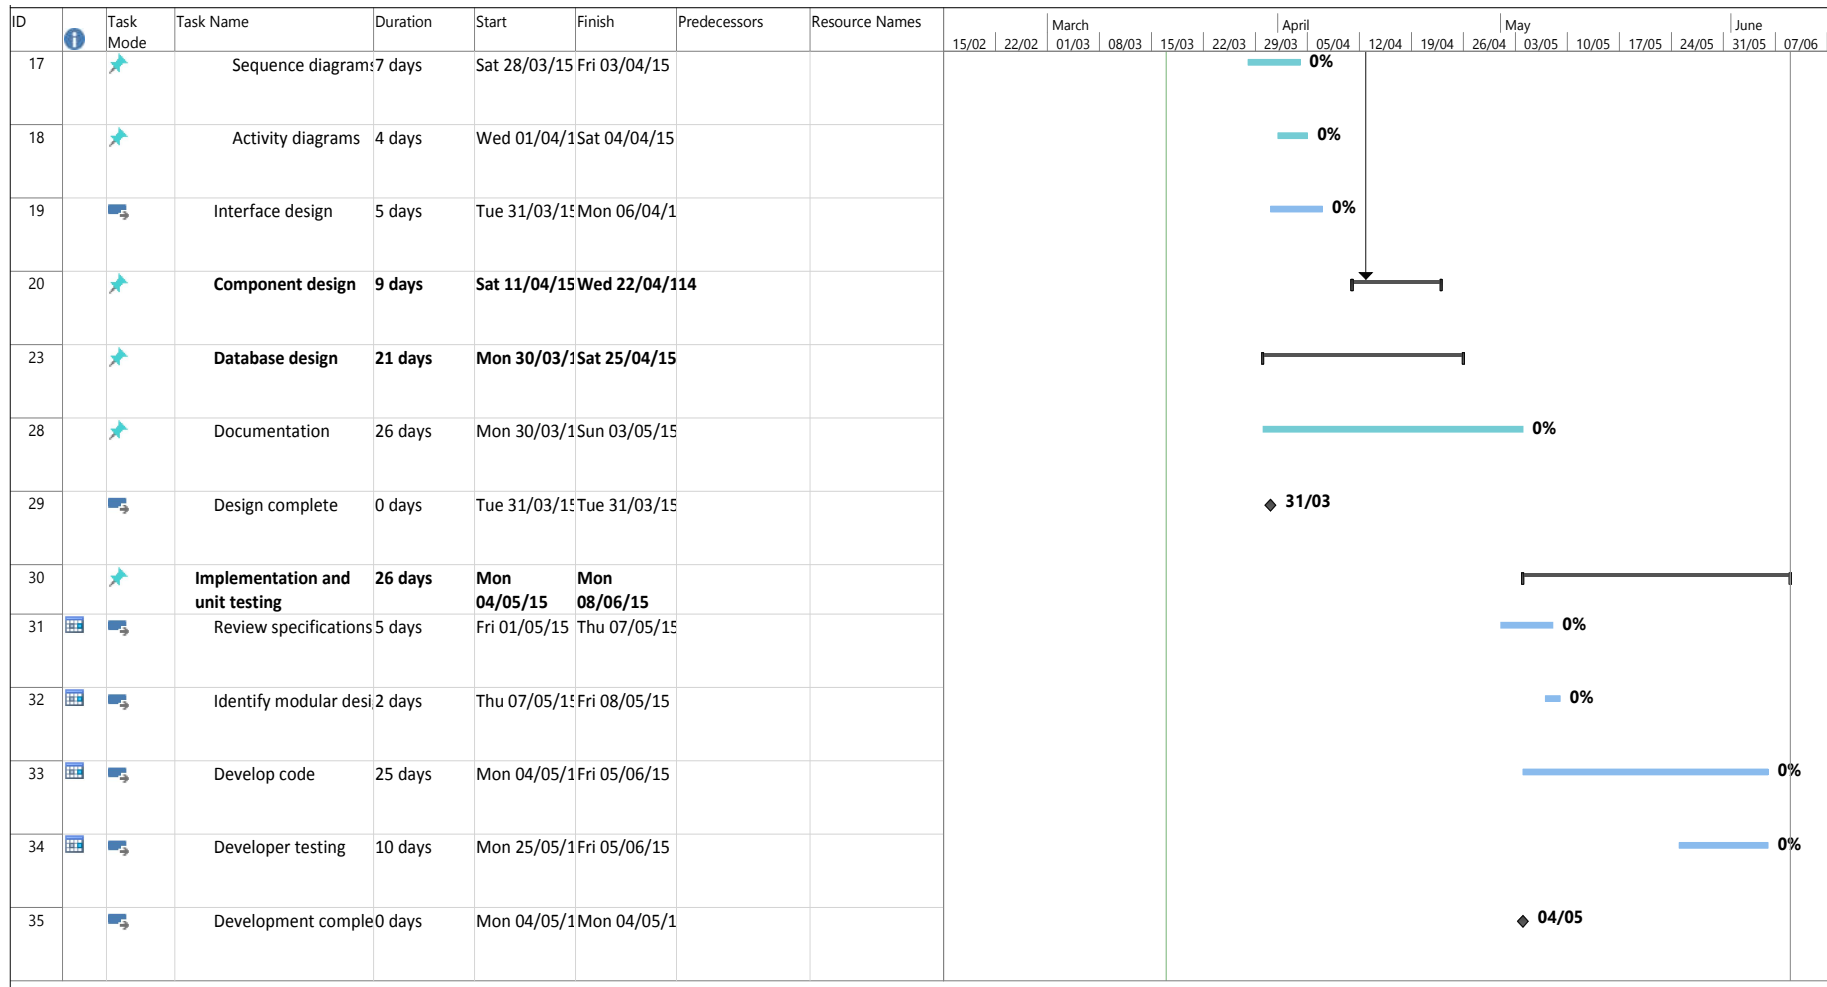 ID Task Mode Task Name Duration Start Finish Predecessors Resource Names
March April May June
15/02 22/02 01/03 08/03 15/03 22/03 29/03 05/04 12/04 19/04 26/04 03/05 10/05 17/05 24/05 31/05 07/06
17 Sequence diagrams 7 days Sat 28/03/15 Fri 03/04/15 0%
18 Activity diagrams 4 days Wed 01/04/1 Sat 04/04/15 0%
19 Interface design 5 days Tue 31/03/15 Mon 06/04/1 0%
20 Component design 9 days Sat 11/04/15 Wed 22/04/1 14
23 Database design 21 days Mon 30/03/1 Sat 25/04/15
28 Documentation 26 days Mon 30/03/1 Sun 03/05/15 0%
29 Design complete 0 days Tue 31/03/15 Tue 31/03/15 31/03
30 Implementation and 26 days Mon Mon
unit testing 04/05/15 08/06/15
31 Review specifications 5 days Fri 01/05/15 Thu 07/05/15 0%
32 Identify modular desi 2 days Thu 07/05/15 Fri 08/05/15 0%
33 Develop code 25 days Mon 04/05/1 Fri 05/06/15 0%
34 Developer testing 10 days Mon 25/05/1 Fri 05/06/15 0%
35 Development comple 0 days Mon 04/05/1 Mon 04/05/1 04/05